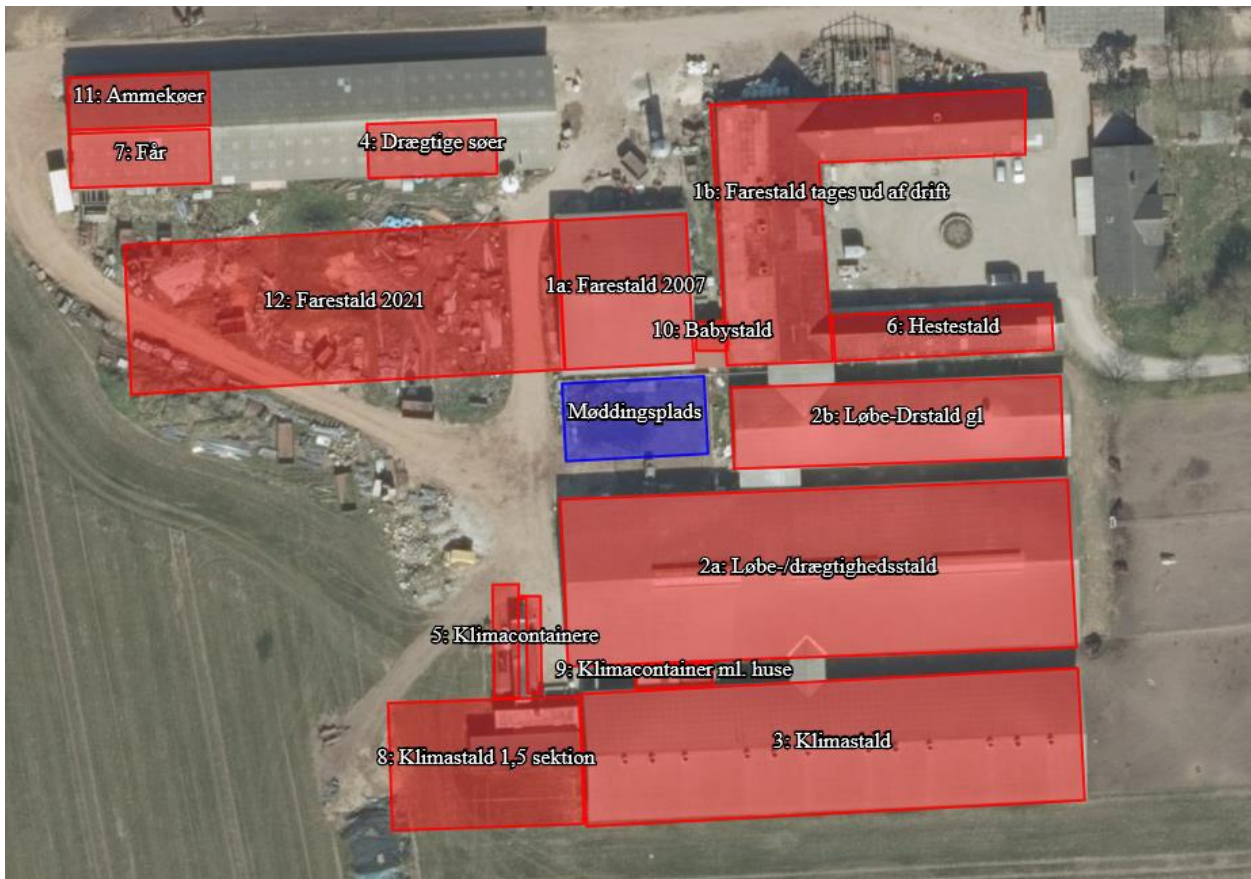 11: Ammekøer
7: Får
4: Drægtige søer
1b: Farestald tages ud af drift
12: Farestald 2021
1a: Farestald 2007
10: Babystald
6: Hestestald
Møddingsplads
2b: Løbe-Drstald gl
2a: Løbe-/drægtighedsstald
5: Klimacontainere
9: Klimacontainer ml. huse
8: Klimastald 1,5 sektion
3: Klimastald